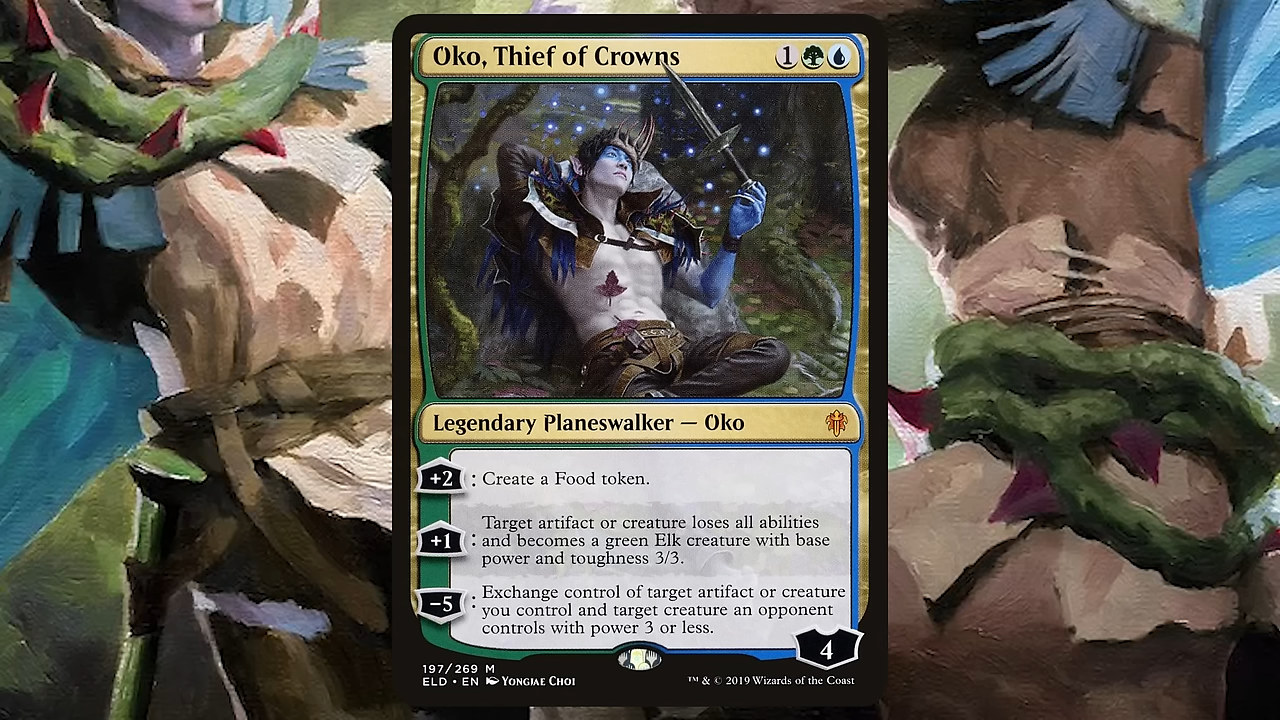 Oko, Thief of Crowns 1
Legendary Planeswalker — Oko
+2 : Create a Food token.
Target artifact or creature loses all abilities
+1 : and becomes a green Elk creature with base
power and toughness 3/3.
Exchange control of target artifact or creature
−5 : you control and target creature an opponent
controls with power 3 or less.
4
197/269 M
ELD • EN Yongjae Choi
™ & © 2019 Wizards of the Coast